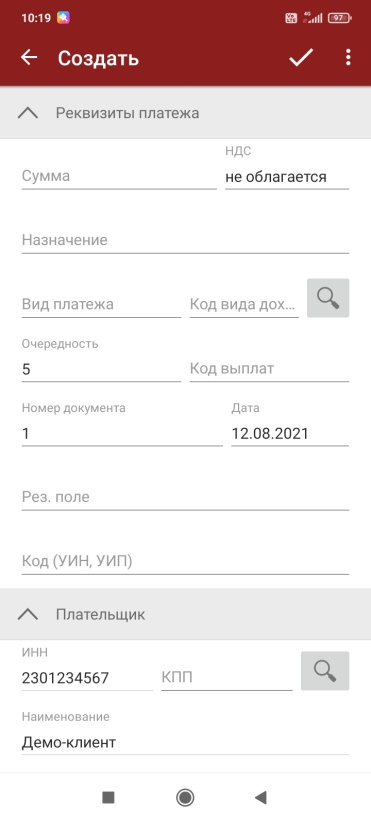 10:19 4G 97
Создать
Реквизиты платежа
НДС
Сумма не облагается
Назначение
Вид платежа Код вида дох...
Очередность
5 Код выплат
Номер документа Дата
1 12.08.2021
Рез. поле
Код (УИН, УИП)
Плательщик
ИНН
2301234567 КПП
Наименование
Демо-клиент